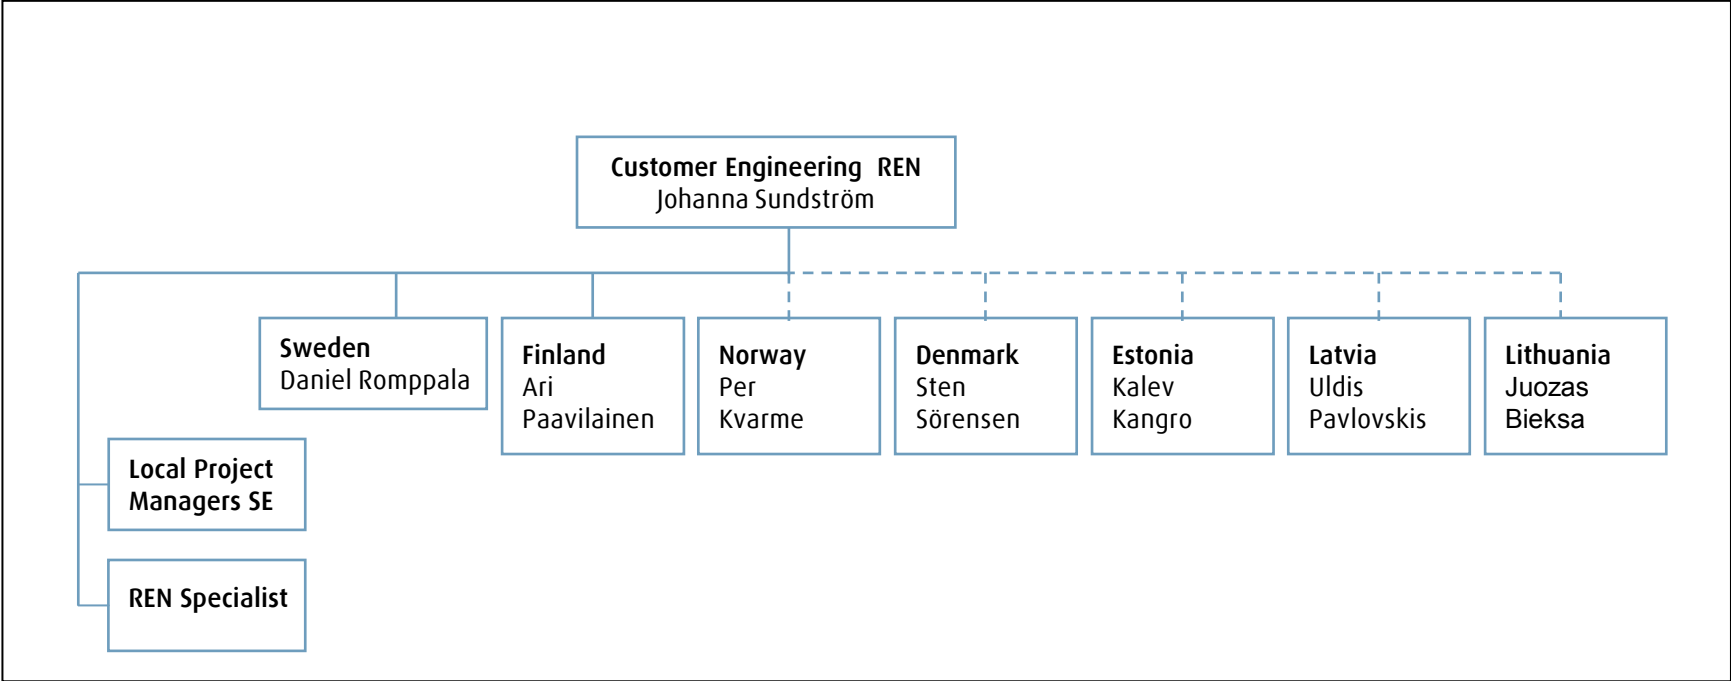 Customer Engineering REN
Johanna Sundström
Sweden
Daniel Romppala
Finland
Ari
Paavilainen
Norway
Per
Kvarme
Denmark
Sten
Sörensen
Estonia
Kalev
Kangro
Latvia
Uldis
Pavlovskis
Lithuania
Juozas
Bieksa
Local Project
Managers SE
REN Specialist